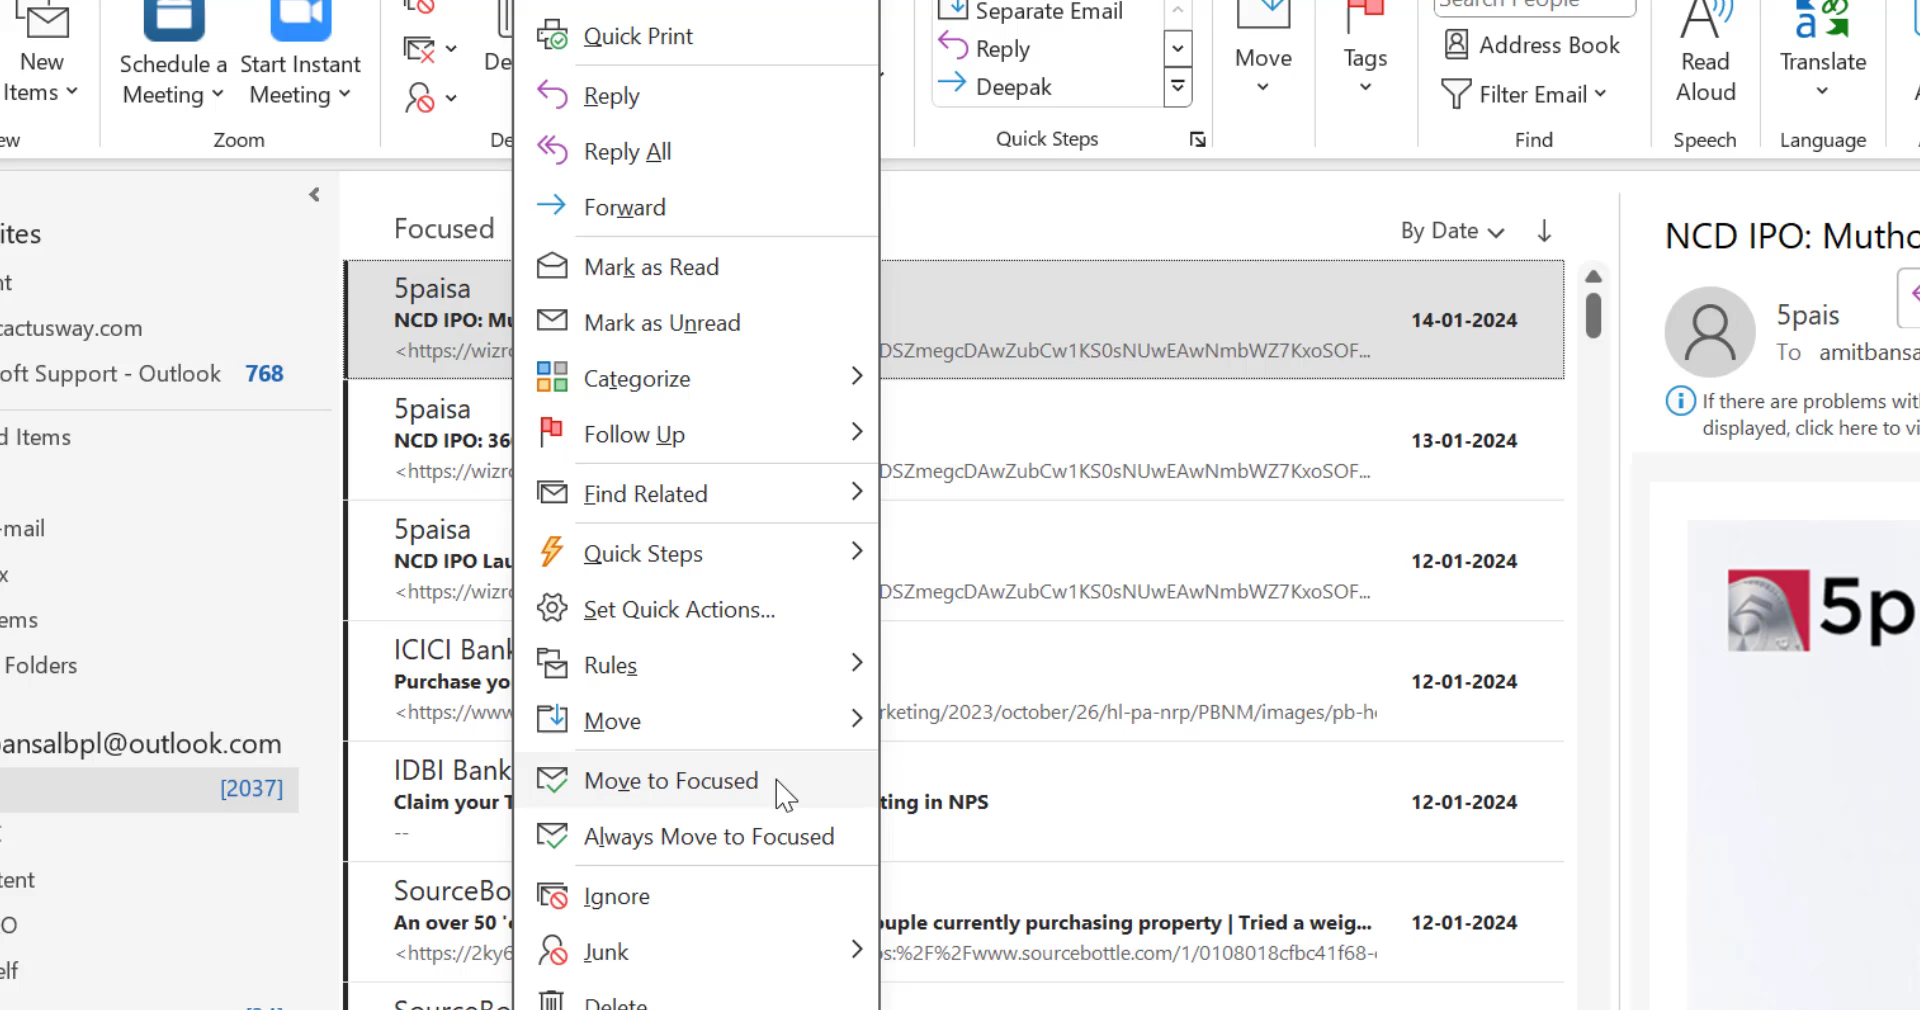 New
Items
Schedule a
Meeting
Start Instant
Meeting
Zoom
Separate Email
Reply
Deepak
Quick Steps
Move
Tags
Address Book
Filter Email
Find
Read
Aloud
Speech
Translate
Language
Quick Print
Reply
Reply All
Forward
Mark as Read
Mark as Unread
Categorize
Follow Up
Find Related
Quick Steps
Set Quick Actions...
Rules
Move
Move to Focused
Always Move to Focused
Ignore
Junk
Delete
ites
nt
cactusway.com
oft Support - Outlook 768
d Items
-mail
x
ems
Folders
ansalbpl@outlook.com
[2037]
tent
O
elf
Focused
By Date
5paisa
NCD IPO: Mu
14-01-2024
<https://wizrc
DSZmegcDAwZubCw1KS0sNUwEAwNmbWZ7KxoSOF...
5paisa
NCD IPO: 36
13-01-2024
<https://wizrc
DSZmegcDAwZubCw1KS0sNUwEAwNmbWZ7KxoSOF...
5paisa
NCD IPO Lau
12-01-2024
<https://wizrc
DSZmegcDAwZubCw1KS0sNUwEAwNmbWZ7KxoSOF...
ICICI Bank
Purchase yo
12-01-2024
<https://www
rketing/2023/october/26/hl-pa-nrp/PBNM/images/pb-h
IDBI Bank
Claim your T
ting in NPS
12-01-2024
--
SourceBo
An over 50 '
ouple currently purchasing property | Tried a weig...
12-01-2024
<https://2ky6
s:%2F%2Fwww.sourcebottle.com/1/0108018cfbc41f68-
NCD IPO: Mutho
5pais
To amitbansa
If there are problems wit
displayed, click here to vi
5p